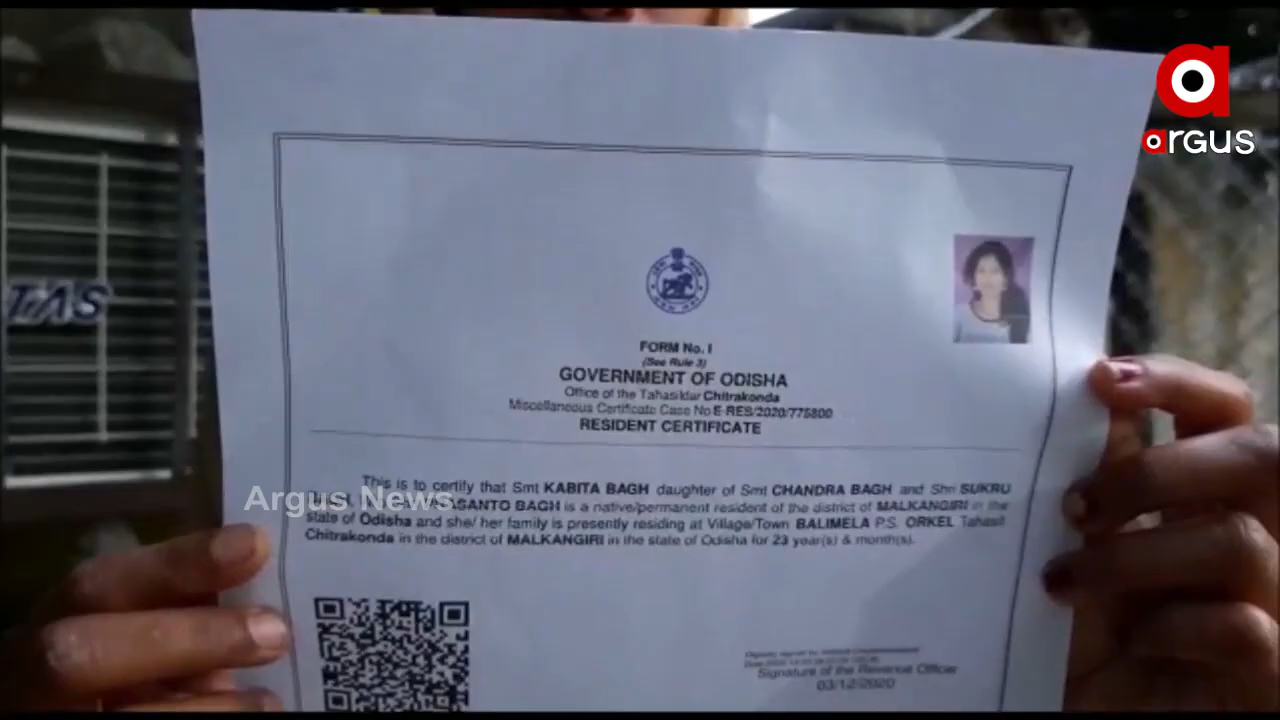 argus
TAS
FORM No. I
(See Rule 3)
GOVERNMENT OF ODISHA
Office of the Tahasildar Chitrakonda
Miscellaneous Certificate Case No E-RES/2020/775800
RESIDENT CERTIFICATE
This is to certify that Smt KABITA BAGH daughter of Smt CHANDRA BAGH and Shri SUKRU
Argus News
BAGH is a native/permanent resident of the district of MALKANGIRI in the
state of Odisha and she/ her family is presently residing at Village/Town BALIMELA P.S. ORKEL Tahasil
Chitrakonda in the district of MALKANGIRI in the state of Odisha for 23 year(s) & month(s).
Digitally signed by
Signature of the Revenue Officer
03/12/2020